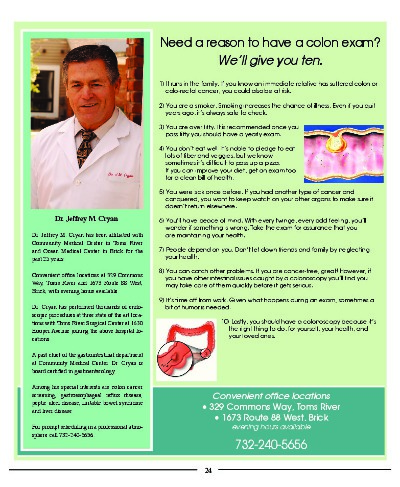 Need a reason to have a colon exam?
We'll give you ten.
1) It runs in the family. If you know an immediate relative has suffered colon or
colo-rectal cancer, you could also be at risk.
2) You are a smoker. Smoking increases the chance of illness. Even if you quit
years ago, it's always safe to check.
3) You are over fifty. It is recommended once you
pass fifty you should have a yearly exam.
4) You don't eat well. It's noble to pledge to eat
lots of fiber and veggies, but we know
sometimes it's difficult to pass up a pizza.
If you can improve your diet, get an exam too
for a clean bill of health.
5) You were sick once before. If you had another type of cancer and
conquered, you want to keep watch on your other organs to make sure it
doesn't return elsewhere.
6) You'll have peace of mind. With every twinge, every odd feeling, you'll
wonder if something is wrong. Take the exam for assurance that you
are maintaining your health.
7) People depend on you. Don't let down friends and family by neglecting
your health.
8) You can catch other problems. If you are cancer-free, great! However, if
you have other internal issues caught by a colonoscopy you'll find you
may take care of them quickly before it gets serious.
9) It's time off from work. Given what happens during an exam, sometimes a
bit of humor is needed.
10) Lastly, you should have a colonoscopy because it's
the right thing to do, for yourself, your health, and
your loved ones.
Dr. Jeffrey M. Cryan
Dr. Jeffrey M. Cryan has been affiliated with
Community Medical Center in Toms River
and Ocean Medical Center in Brick for the
past 22 years.
Convenient office locations at 329 Commons
Way, Toms River and 1673 Route 88 West,
Brick, with evening hours available.
Dr. Cryan has performed thousands of endo-
scopic procedures at three state of the art loca-
tions with Toms River Surgical Center at 1430
Hooper Avenue joining the above hospital lo-
cations.
A past chief of the gastrointestinal department
at Community Medical Center, Dr. Cryan is
board certified in gastroenterology.
Among his special interests are colon cancer
screening, gastroesophageal reflux disease,
peptic ulcer disease, irritable bowel syndrome
and liver disease.
For prompt scheduling in a professional atmo-
sphere call 732-240-5656
Convenient office locations
• 329 Commons Way, Toms River
• 1673 Route 88 West, Brick
evening hours available
732-240-5656
24